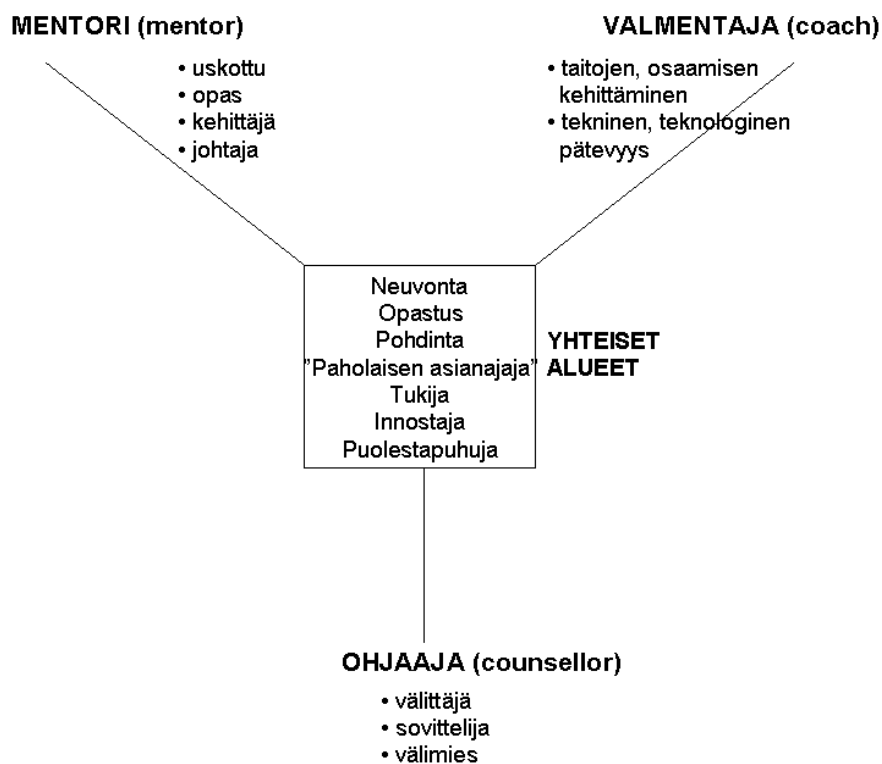 MENTORI (mentor)
• uskottu
• opas
• kehittäjä
• johtaja
VALMENTAJA (coach)
• taitojen, osaamisen
kehittäminen
• tekninen, teknologinen
pätevyys
Neuvonta
Opastus
Pohdinta
”Paholaisen asianajaja”
Tukija
Innostaja
Puolestapuhuja
YHTEISET
ALUEET
OHJAAJA (counsellor)
• välittäjä
• sovittelija
• välimies